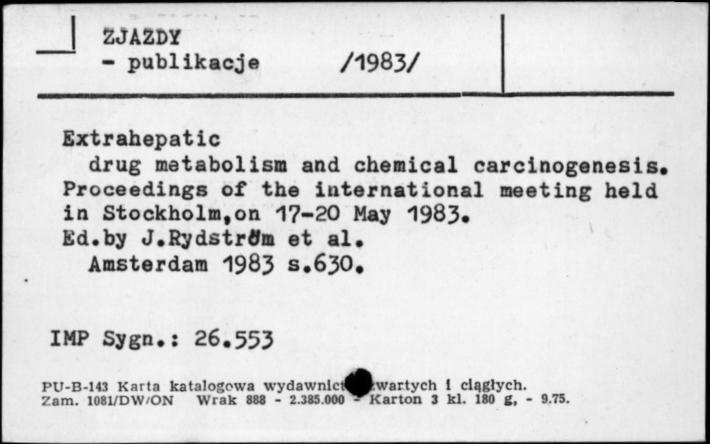 ZJAZDY
- publikacje /1983/
Extrahepatic
drug metabolism and chemical carcinogenesis.
Proceedings of the international meeting held
in Stockholm,on 17-20 May 1983.
Ed.by J.Rydström et al.
Amsterdam 1983 s.630.
IMP Sygn.: 26.553
PU-B-143 Karta katalogowa wydawnict wartych i ciągłych.
Zam. 1081/DW/ON Wrak 888 - 2.385.000 - Karton 3 kl. 180 g, - 9.75.